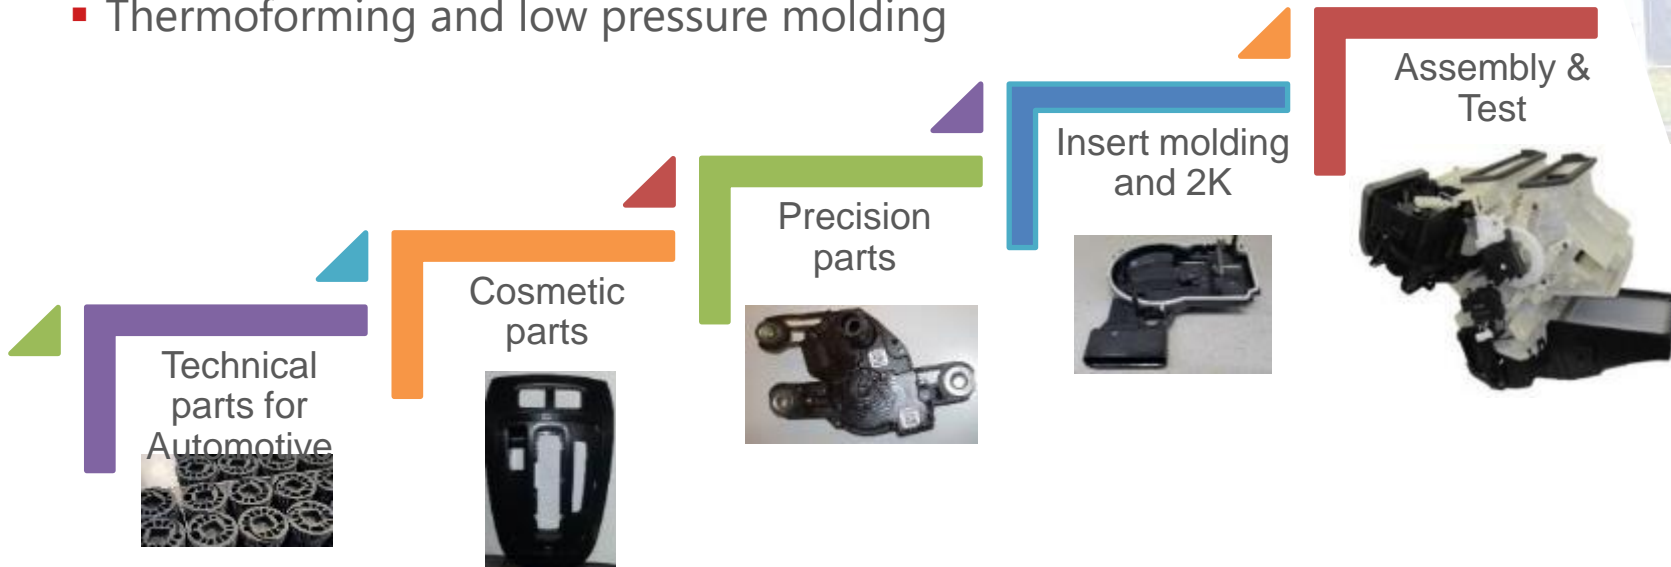 Thermoforming and low pressure molding
Technical
parts for
Automotive
Cosmetic
parts
Precision
parts
Insert molding
and 2K
Assembly &
Test